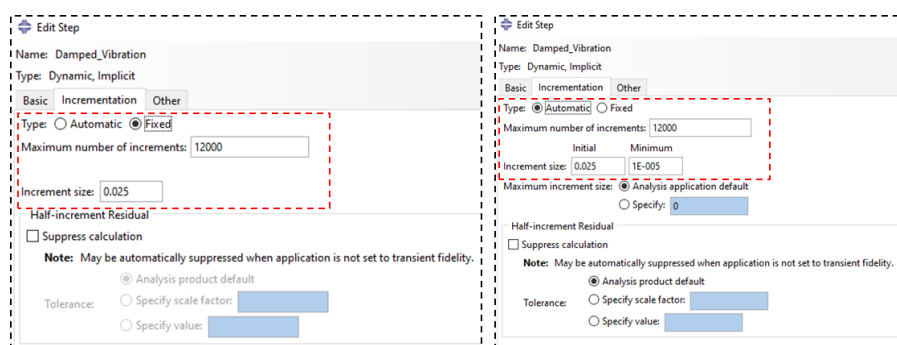 Edit Step
Name: Damped_Vibration
Type: Dynamic, Implicit
Basic Incrementation Other
Type: Automatic Fixed
Maximum number of increments: 12000
Increment size: 0.025
Half-increment Residual
Suppress calculation
Note: May be automatically suppressed when application is not set to transient fidelity.
Analysis product default
Tolerance: Specify scale factor:
Specify value:
Edit Step
Name: Damped_Vibration
Type: Dynamic, Implicit
Basic Incrementation Other
Type: Automatic Fixed
Maximum number of increments: 12000
Initial Minimum
Increment size: 0.025 1E-005
Maximum increment size: Analysis application default
Specify: 0
Half-increment Residual
Suppress calculation
Note: May be automatically suppressed when application is not set to transient fidelity.
Analysis product default
Tolerance: Specify scale factor:
Specify value: